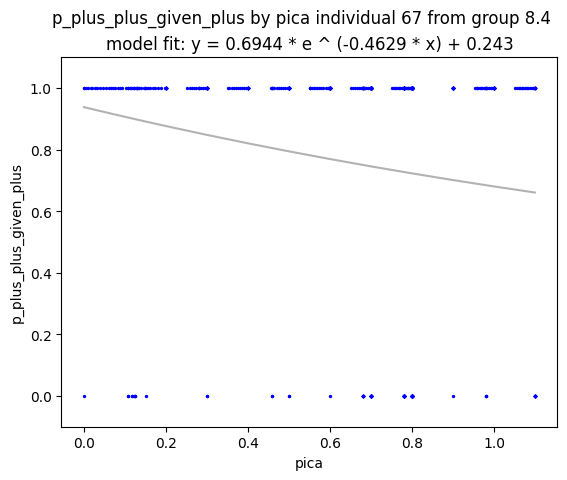 p_plus_plus_given_plus by pica individual 67 from group 8.4
model fit: y = 0.6944 * e ^ (-0.4629 * x) + 0.243
1.0
0.8
0.6
0.4
0.2
0.0
p_plus_plus_given_plus
0.0 0.2 0.4 0.6 0.8 1.0
pica